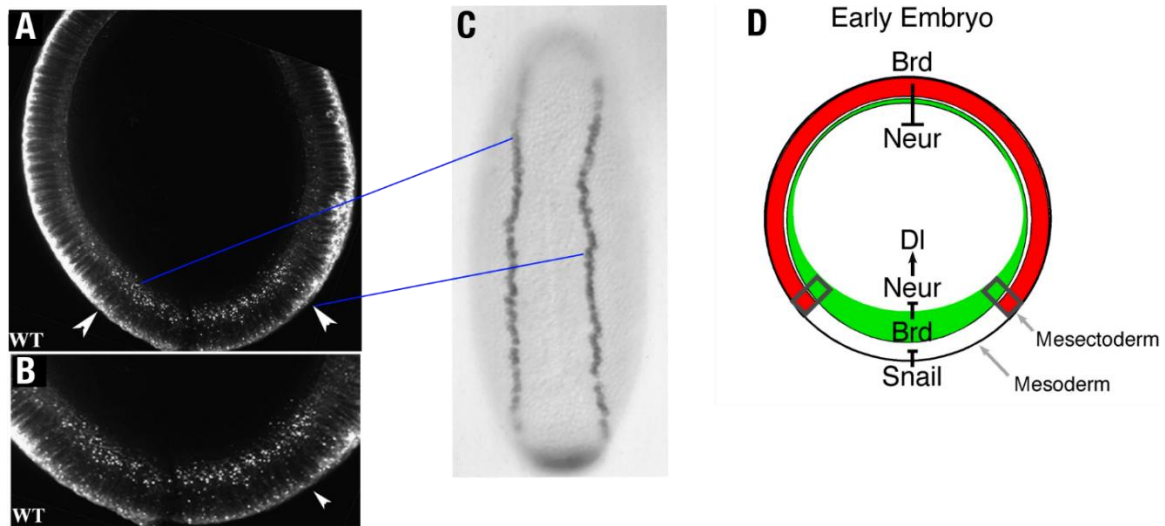 A
WT
B
WT
C
D
Early Embryo
Brd
Neur
Dl
Neur
Brd
Snail
Mesectoderm
Mesoderm